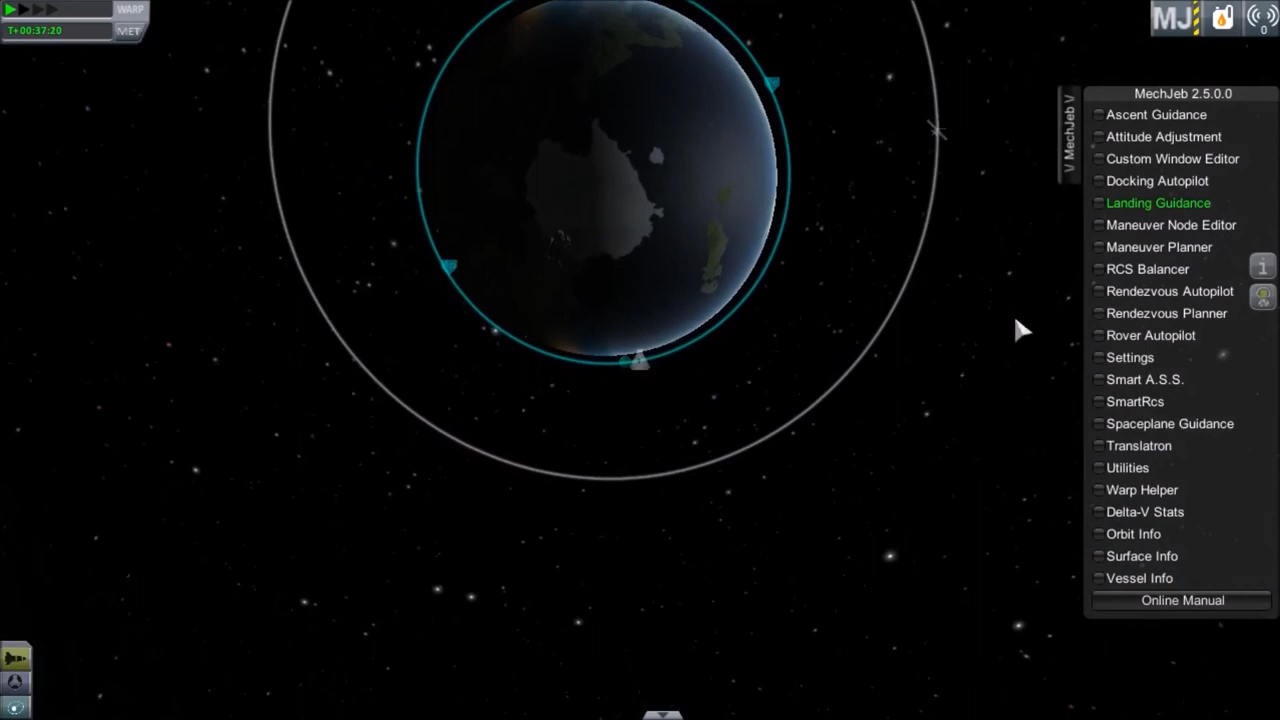 WARP
T+00:37:20
MET
MJ
0
V MechJeb V
MechJeb 2.5.0.0
Ascent Guidance
Attitude Adjustment
Custom Window Editor
Docking Autopilot
Landing Guidance
Maneuver Node Editor
Maneuver Planner
RCS Balancer
Rendezvous Autopilot
Rendezvous Planner
Rover Autopilot
Settings
Smart A.S.S.
SmartRcs
Spaceplane Guidance
Translatron
Utilities
Warp Helper
Delta-V Stats
Orbit Info
Surface Info
Vessel Info
Online Manual